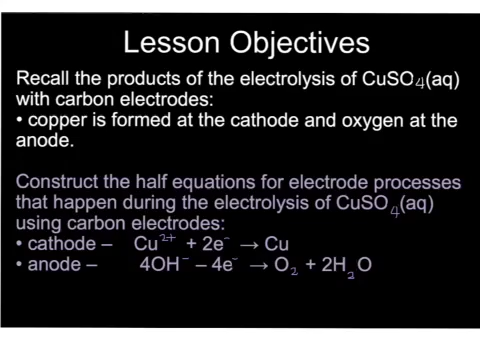 Lesson Objectives
Recall the products of the electrolysis of CuSO₄(aq)
with carbon electrodes:
• copper is formed at the cathode and oxygen at the
anode.
Construct the half equations for electrode processes
that happen during the electrolysis of CuSO₄(aq)
using carbon electrodes:
• cathode – Cu²⁺ + 2e⁻ → Cu
• anode – 4OH⁻ – 4e⁻ → O₂ + 2H₂O